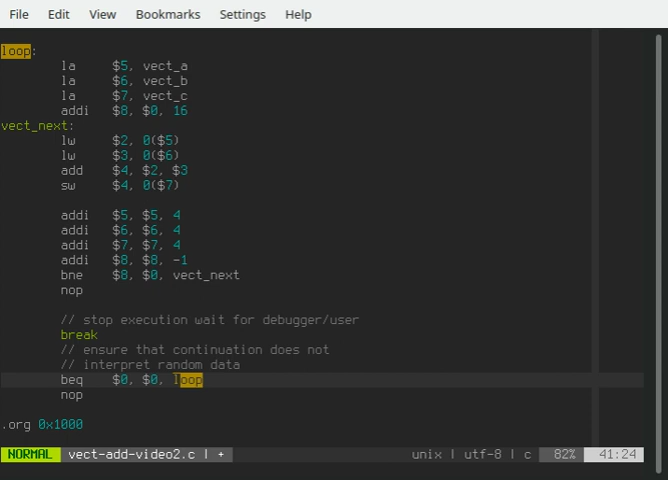 File Edit View Bookmarks Settings Help
loop:
la $5, vect_a
la $6, vect_b
la $7, vect_c
addi $8, $0, 16
vect_next:
lw $2, 0($5)
lw $3, 0($6)
add $4, $2, $3
sw $4, 0($7)
addi $5, $5, 4
addi $6, $6, 4
addi $7, $7, 4
addi $8, $8, -1
bne $8, $0, vect_next
nop
// stop execution wait for debugger/user
break
// ensure that continuation does not
// interpret random data
beq $0, $0, loop
nop
.org 0x1000
NORMAL vect-add-video2.c | + unix | utf-8 | c 82% 41:24